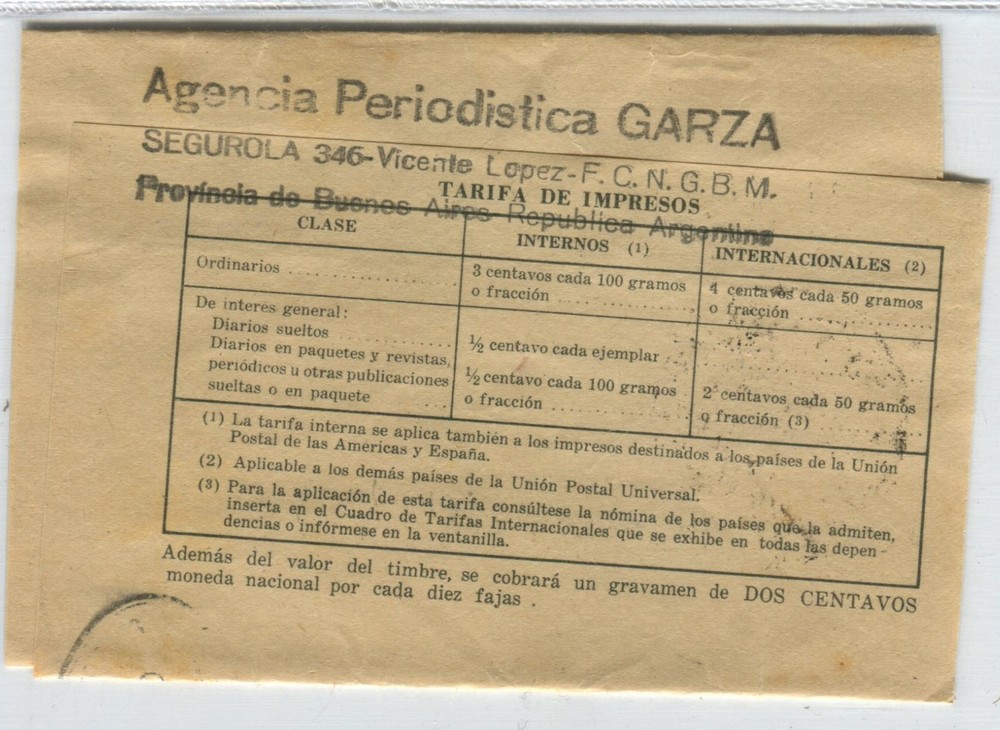 Agencia Periodistica GARZA
SEGUROLA 346-Vicente Lopez-F. C. N. G. B. M.
Provincia de Buenos Aires Republica Argentina
TARIFA DE IMPRESOS
CLASE
INTERNOS (1)
INTERNACIONALES (2)
Ordinarios
3 centavos cada 100 gramos
o fracción
4 centavos cada 50 gramos
o fracción
De interés general:
Diarios sueltos
½ centavo cada ejemplar
Diarios en paquetes y revistas,
periódicos u otras publicaciones
sueltas o en paquete
½ centavo cada 100 gramos
o fracción
2 centavos cada 50 gramos
o fracción (3)
(1) La tarifa interna se aplica también a los impresos destinados a los países de la Unión
Postal de las Américas y España.
(2) Aplicable a los demás países de la Unión Postal Universal.
(3) Para la aplicación de esta tarifa consúltese la nómina de los países que la admiten,
inserta en el Cuadro de Tarifas Internacionales que se exhibe en todas las depen-
dencias o infórmese en la ventanilla.
Además del valor del timbre, se cobrará un gravamen de DOS CENTAVOS
moneda nacional por cada diez fajas.